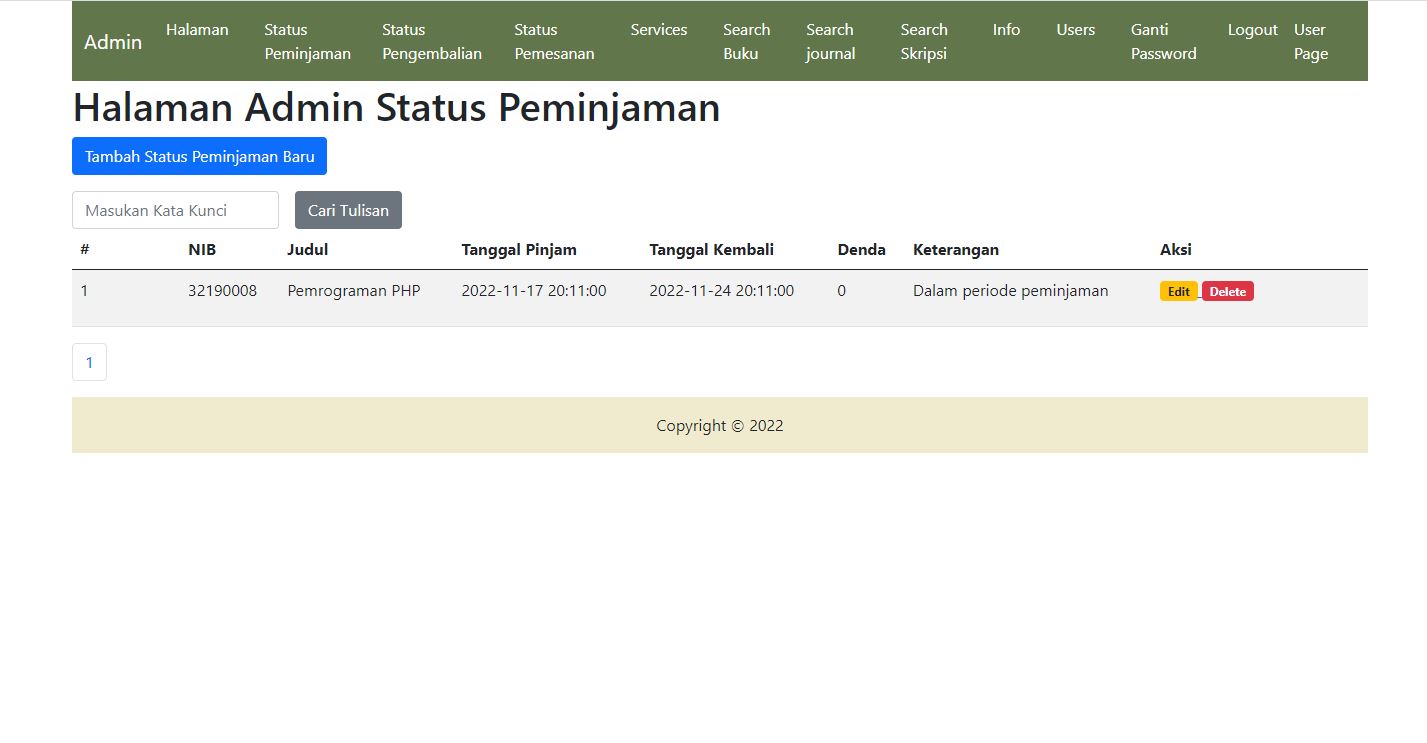 Admin Halaman Status Peminjaman Status Pengembalian Status Pemesanan Services Search Buku Search journal Search Skripsi Info Users Ganti Password Logout User Page
Halaman Admin Status Peminjaman
Tambah Status Peminjaman Baru
Masukan Kata Kunci Cari Tulisan
# NIB Judul Tanggal Pinjam Tanggal Kembali Denda Keterangan Aksi
1 32190008 Pemrograman PHP 2022-11-17 20:11:00 2022-11-24 20:11:00 0 Dalam periode peminjaman Edit Delete
1
Copyright © 2022